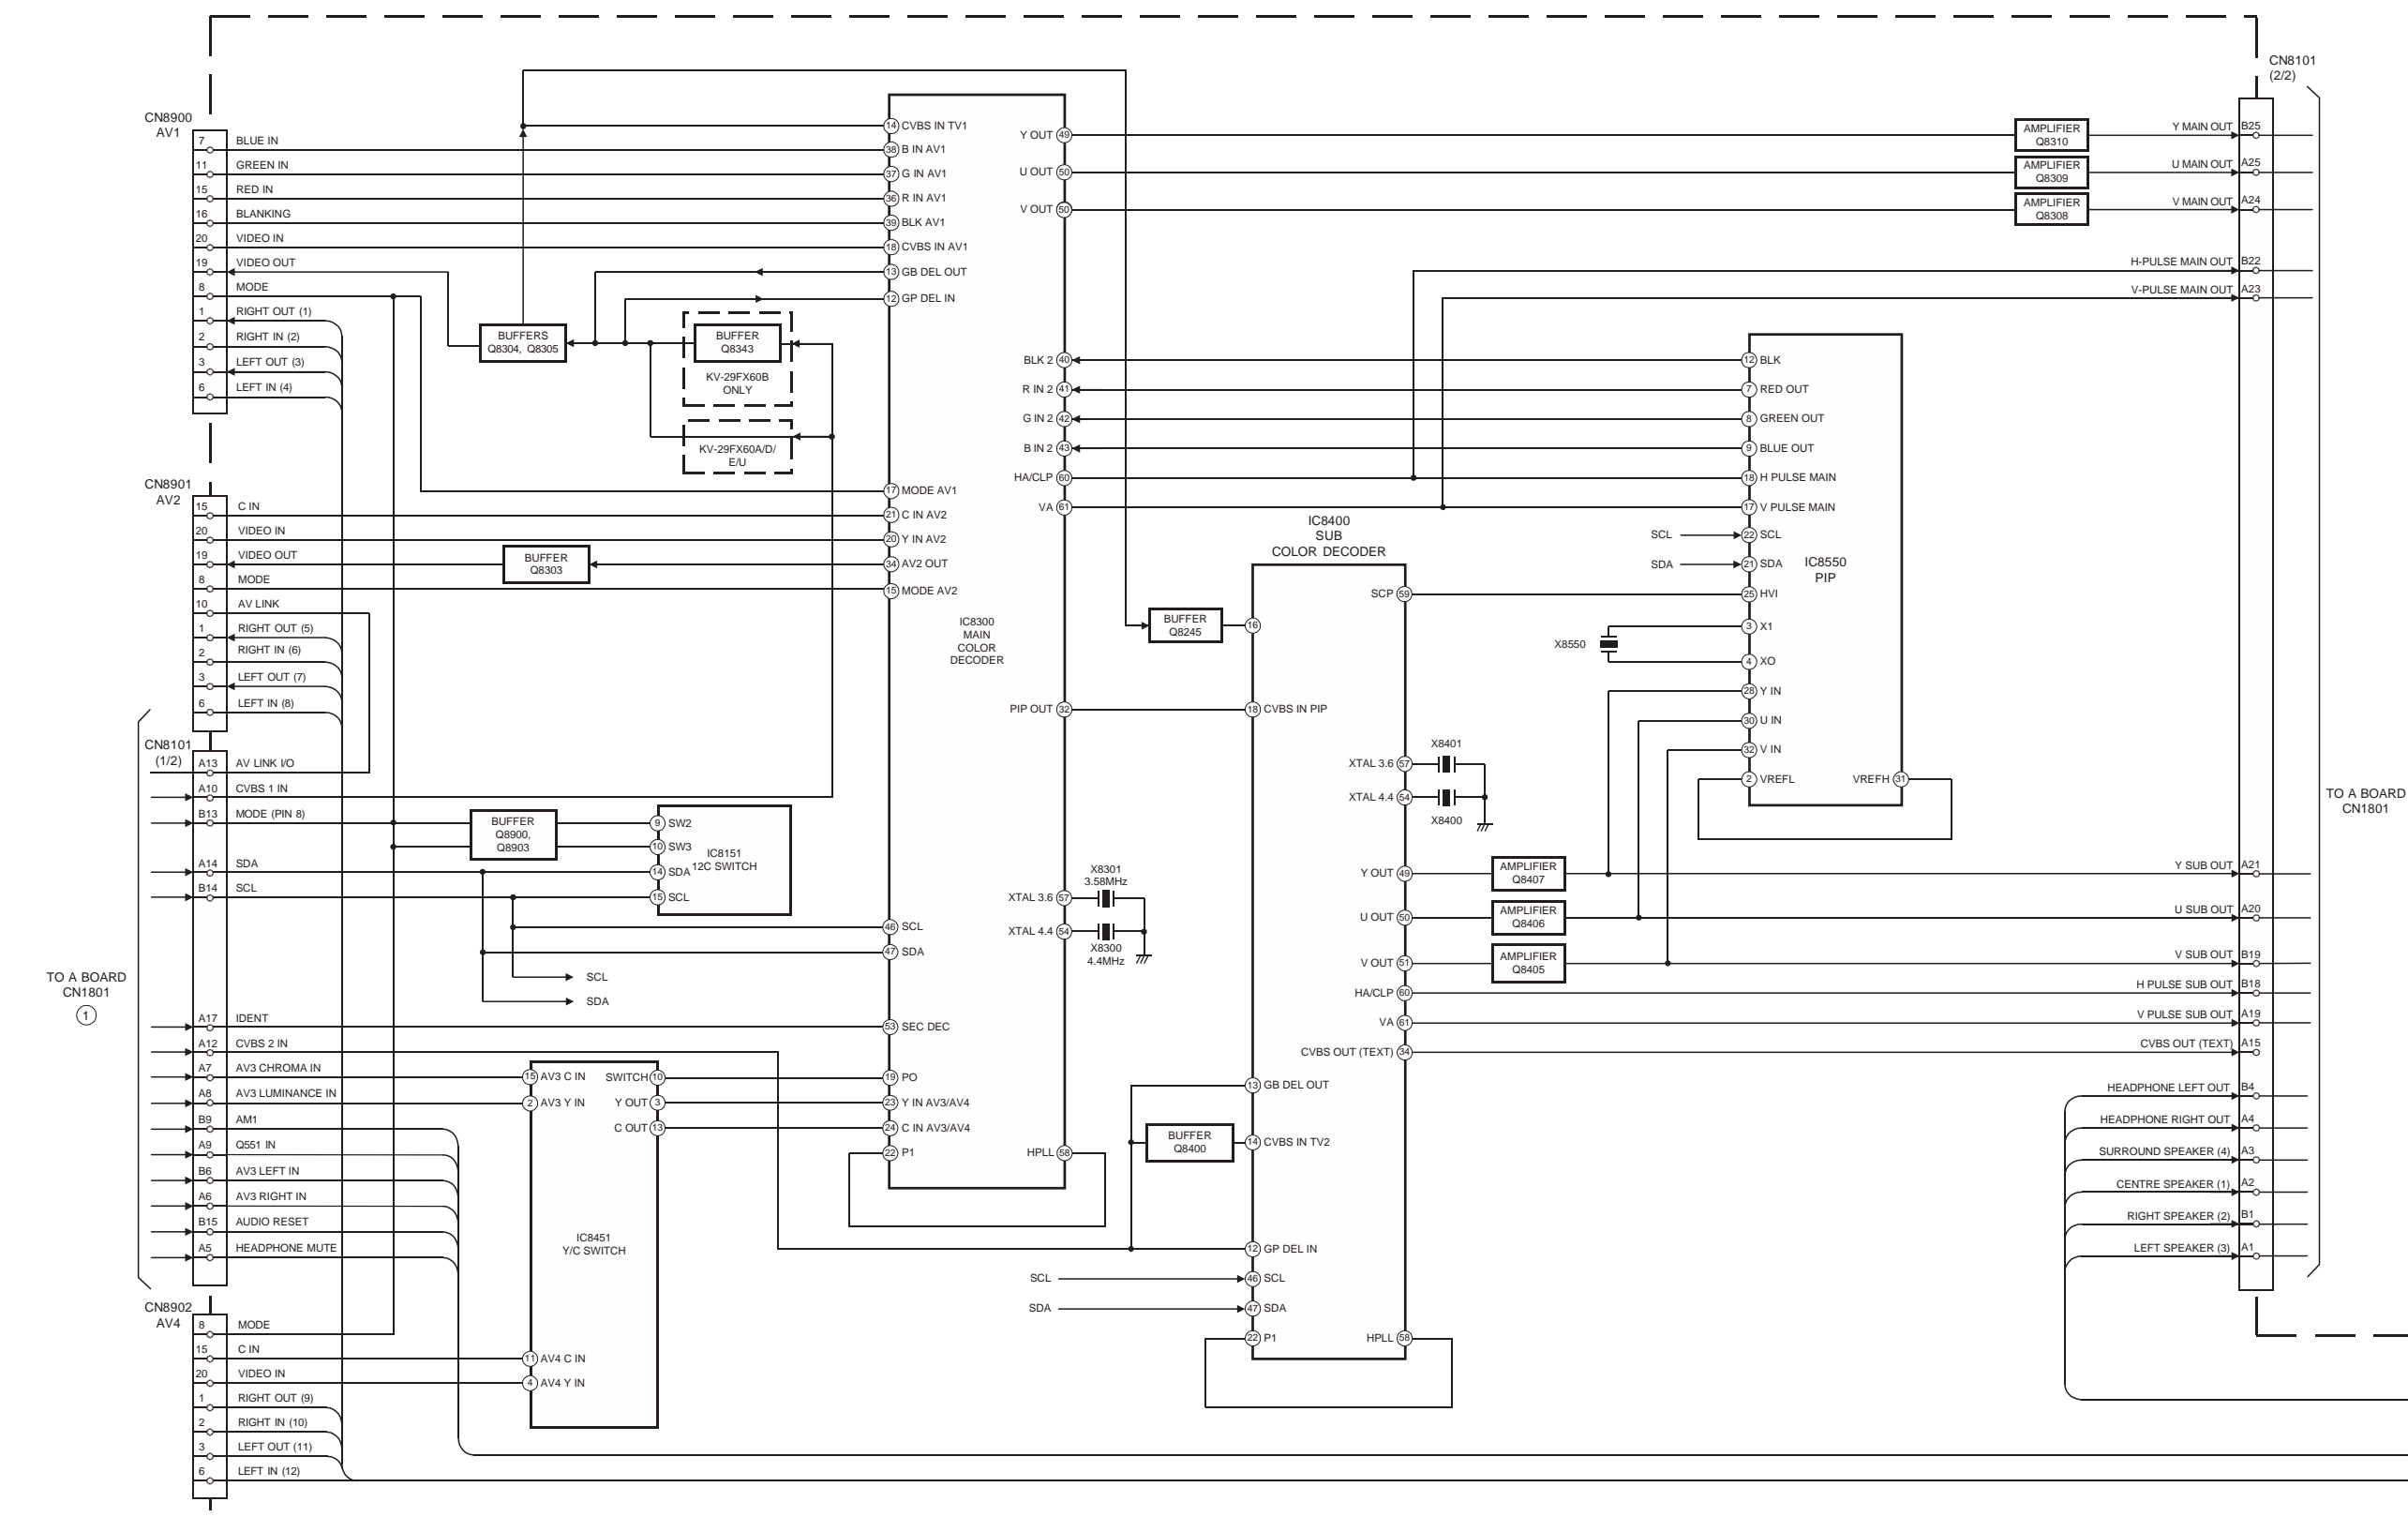 CN8101
(2/2)
CN8900
AV1
7 BLUE IN
11 GREEN IN
15 RED IN
16 BLANKING
20 VIDEO IN
19 VIDEO OUT
8 MODE
1 RIGHT OUT (1)
2 RIGHT IN (2)
3 LEFT OUT (3)
6 LEFT IN (4)
BUFFERS
Q8304, Q8305
BUFFER
Q8343
KV-29FX60B
ONLY
KV-29FX60A/D/
E/U
CN8901
AV2
15 C IN
20 VIDEO IN
19 VIDEO OUT
8 MODE
10 AV LINK
1 RIGHT OUT (5)
2 RIGHT IN (6)
3 LEFT OUT (7)
6 LEFT IN (8)
BUFFER
Q8303
CN8101
(1/2)
A13 AV LINK I/O
A10 CVBS 1 IN
B13 MODE (PIN 8)
A14 SDA
B14 SCL
A17 IDENT
A12 CVBS 2 IN
A7 AV3 CHROMA IN
A8 AV3 LUMINANCE IN
B9 AM1
A9 Q551 IN
B6 AV3 LEFT IN
A6 AV3 RIGHT IN
B15 AUDIO RESET
A5 HEADPHONE MUTE
TO A BOARD
CN1801
1
BUFFER
Q8900,
Q8903
9 SW2
10 SW3
14 SDA
15 SCL
IC8151
12C SWITCH
SCL
SDA
CN8902
AV4
8 MODE
15 C IN
20 VIDEO IN
1 RIGHT OUT (9)
2 RIGHT IN (10)
3 LEFT OUT (11)
6 LEFT IN (12)
15 AV3 C IN
2 AV3 Y IN
11 AV4 C IN
4 AV4 Y IN
SWITCH 10
Y OUT 3
C OUT 13
IC8451
Y/C SWITCH
14 CVBS IN TV1
38 B IN AV1
37 G IN AV1
36 R IN AV1
39 BLK AV1
18 CVBS IN AV1
13 GB DEL OUT
12 GP DEL IN
17 MODE AV1
21 C IN AV2
20 Y IN AV2
34 AV2 OUT
15 MODE AV2
IC8300
MAIN
COLOR
DECODER
46 SCL
47 SDA
53 SEC DEC
19 PO
23 Y IN AV3/AV4
24 C IN AV3/AV4
22 P1
Y OUT 49
U OUT 50
V OUT 50
BLK 2 40
R IN 2 41
G IN 2 42
B IN 2 43
HA/CLP 60
VA 61
PIP OUT 32
XTAL 3.6 57
XTAL 4.4 54
HPLL 58
X8301
3.58MHz
X8300
4.4MHz
BUFFER
Q8245
BUFFER
Q8400
SCL
SDA
IC8400
SUB
COLOR DECODER
16
18 CVBS IN PIP
13 GB DEL OUT
14 CVBS IN TV2
12 GP DEL IN
46 SCL
47 SDA
22 P1
SCP 59
XTAL 3.6 57
XTAL 4.4 54
Y OUT 49
U OUT 50
V OUT 51
HA/CLP 60
VA 61
CVBS OUT (TEXT) 34
HPLL 58
X8401
X8400
AMPLIFIER
Q8407
AMPLIFIER
Q8406
AMPLIFIER
Q8405
SCL
SDA
X8550
12 BLK
7 RED OUT
8 GREEN OUT
9 BLUE OUT
18 H PULSE MAIN
17 V PULSE MAIN
22 SCL
21 SDA
25 HVI
3 X1
4 XO
28 Y IN
30 U IN
32 V IN
2 VREFL
VREFH 31
IC8550
PIP
AMPLIFIER
Q8310
AMPLIFIER
Q8309
AMPLIFIER
Q8308
Y MAIN OUT B25
U MAIN OUT A25
V MAIN OUT A24
H-PULSE MAIN OUT B22
V-PULSE MAIN OUT A23
Y SUB OUT A21
U SUB OUT A20
V SUB OUT B19
H PULSE SUB OUT B18
V PULSE SUB OUT A19
CVBS OUT (TEXT) A15
HEADPHONE LEFT OUT B4
HEADPHONE RIGHT OUT A4
SURROUND SPEAKER (4) A3
CENTRE SPEAKER (1) A2
RIGHT SPEAKER (2) B1
LEFT SPEAKER (3) A1
TO A BOARD
CN1801